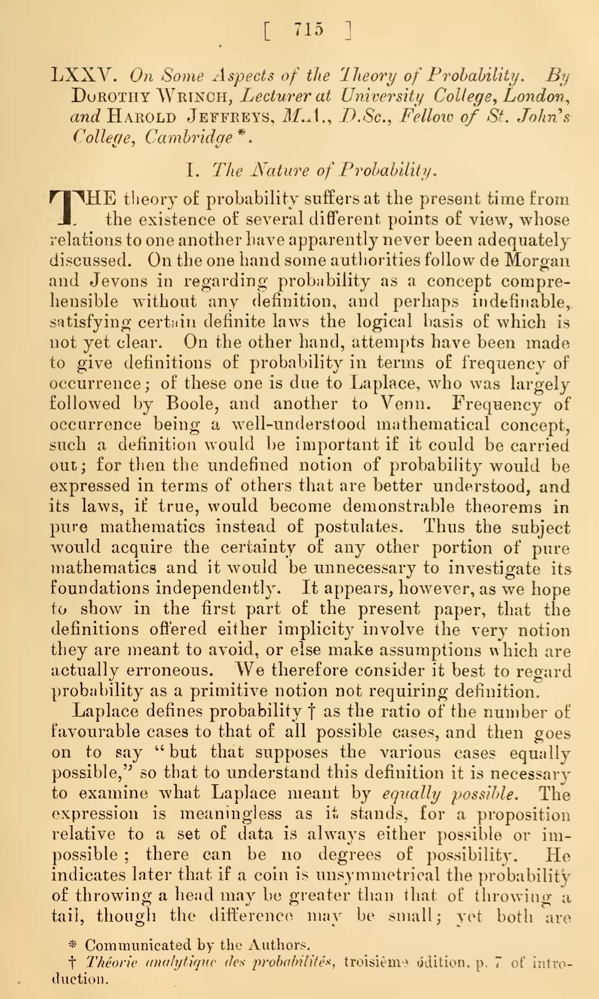 [ 715 ]
LXXV. On Some Aspects of the Theory of Probability. By
DOROTHY WRINCH, Lecturer at University College, London,
and HAROLD JEFFREYS, M.A., D.Sc., Fellow of St. John's
College, Cambridge *.
I. The Nature of Probability.
THE theory of probability suffers at the present time from
the existence of several different points of view, whose
relations to one another have apparently never been adequately
discussed. On the one hand some authorities follow de Morgan
and Jevons in regarding probability as a concept compre-
hensible without any definition, and perhaps indefinable,
satisfying certain definite laws the logical basis of which is
not yet clear. On the other hand, attempts have been made
to give definitions of probability in terms of frequency of
occurrence; of these one is due to Laplace, who was largely
followed by Boole, and another to Venn. Frequency of
occurrence being a well-understood mathematical concept,
such a definition would be important if it could be carried
out; for then the undefined notion of probability would be
expressed in terms of others that are better understood, and
its laws, if true, would become demonstrable theorems in
pure mathematics instead of postulates. Thus the subject
would acquire the certainty of any other portion of pure
mathematics and it would be unnecessary to investigate its
foundations independently. It appears, however, as we hope
to show in the first part of the present paper, that the
definitions offered either implicity involve the very notion
they are meant to avoid, or else make assumptions which are
actually erroneous. We therefore consider it best to regard
probability as a primitive notion not requiring definition.
Laplace defines probability † as the ratio of the number of
favourable cases to that of all possible cases, and then goes
on to say “but that supposes the various cases equally
possible,” so that to understand this definition it is necessary
to examine what Laplace meant by equally possible. The
expression is meaningless as it stands, for a proposition
relative to a set of data is always either possible or im-
possible; there can be no degrees of possibility. He
indicates later that if a coin is unsymmetrical the probability
of throwing a head may be greater than that of throwing a
tail, though the difference may be small; yet both are
* Communicated by the Authors.
† Théorie analytique des probabilités, troisième édition, p. 7 of intro-
duction.